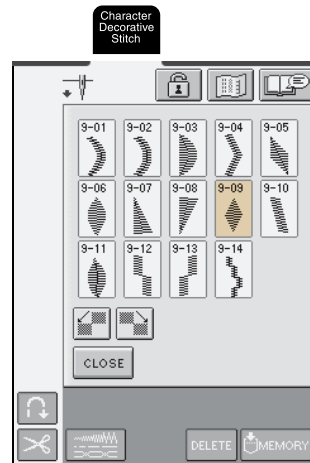 Character
Decorative
Stitch
9-01 9-02 9-03 9-04 9-05
9-06 9-07 9-08 9-09 9-10
9-11 9-12 9-13 9-14
CLOSE
DELETE MEMORY